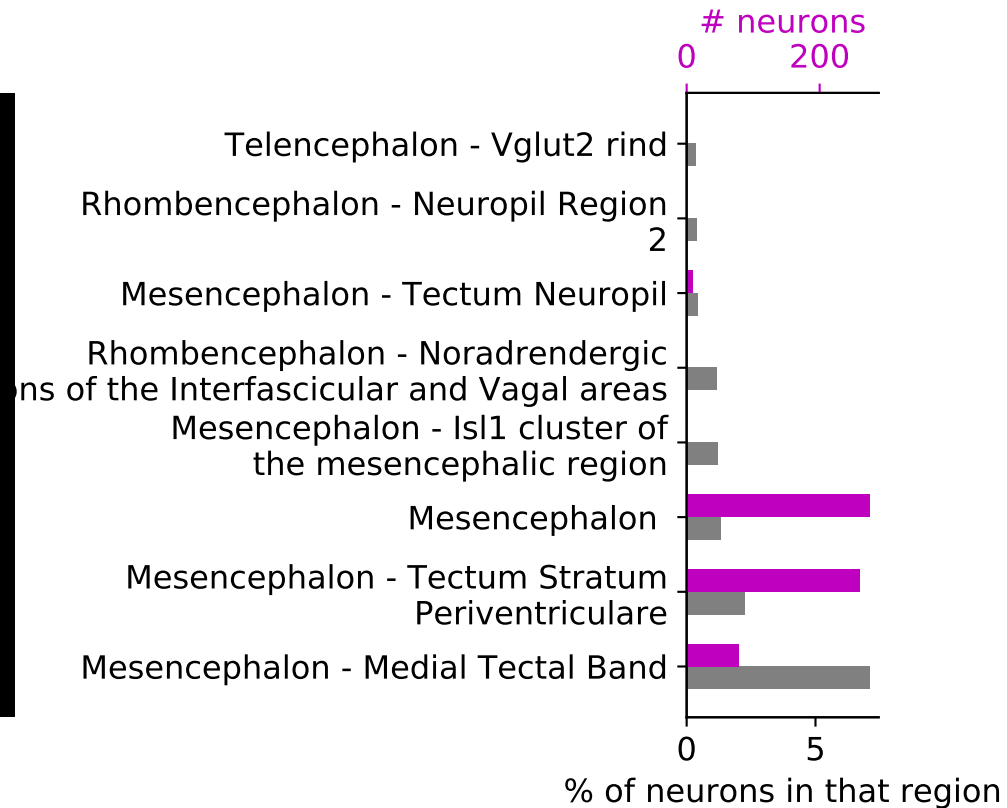 # neurons
0 200
Telencephalon - Vglut2 rind
Rhombencephalon - Neuropil Region
2
Mesencephalon - Tectum Neuropil
Rhombencephalon - Noradrendergic
of the Interfascicular and Vagal areas
Mesencephalon - Isl1 cluster of
the mesencephalic region
Mesencephalon
Mesencephalon - Tectum Stratum
Periventriculare
Mesencephalon - Medial Tectal Band
0 5
% of neurons in that region